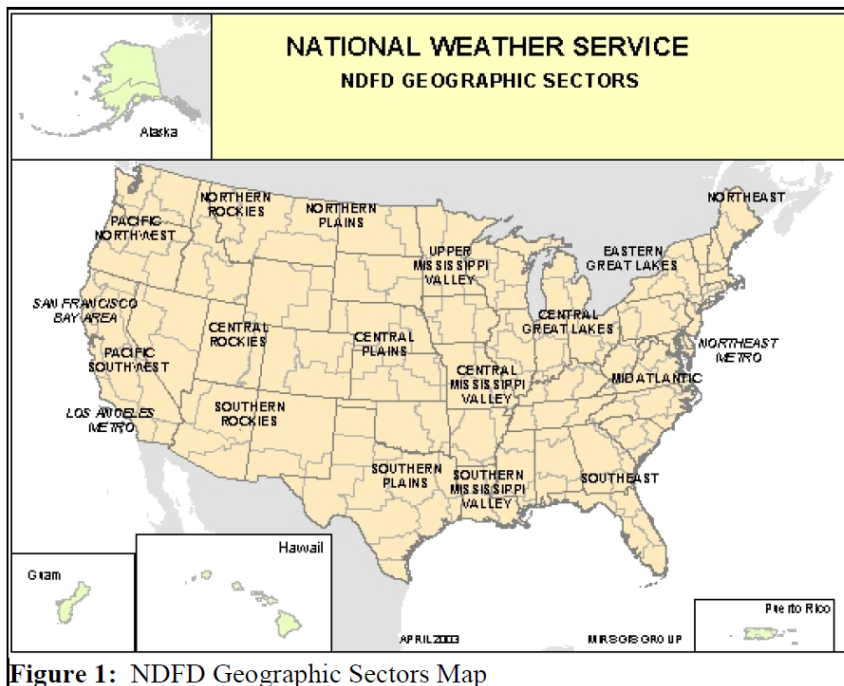 NATIONAL WEATHER SERVICE
NDFD GEOGRAPHIC SECTORS
Alaska
NORTHERN
ROCKIES
NORTHERN
PLAINS
NORTHEAST
PACIFIC
NORTHWEST
UPPER
MISSISSIPPI
VALLEY
EASTERN
GREAT LAKES
SAN FRANCISCO
BAY AREA
CENTRAL
ROCKIES
CENTRAL
PLAINS
CENTRAL
GREAT LAKES
NORTHEAST
METRO
PACIFIC
SOUTHWEST
CENTRAL
MISSISSIPPI
VALLEY
MID ATLANTIC
LOS ANGELES
METRO
SOUTHERN
ROCKIES
SOUTHERN
PLAINS
SOUTHERN
MISSISSIPPI
VALLEY
SOUTHEAST
Guam
Hawaii
Puerto Rico
APRIL 2003
MIRS GIS GROUP
Figure 1: NDFD Geographic Sectors Map